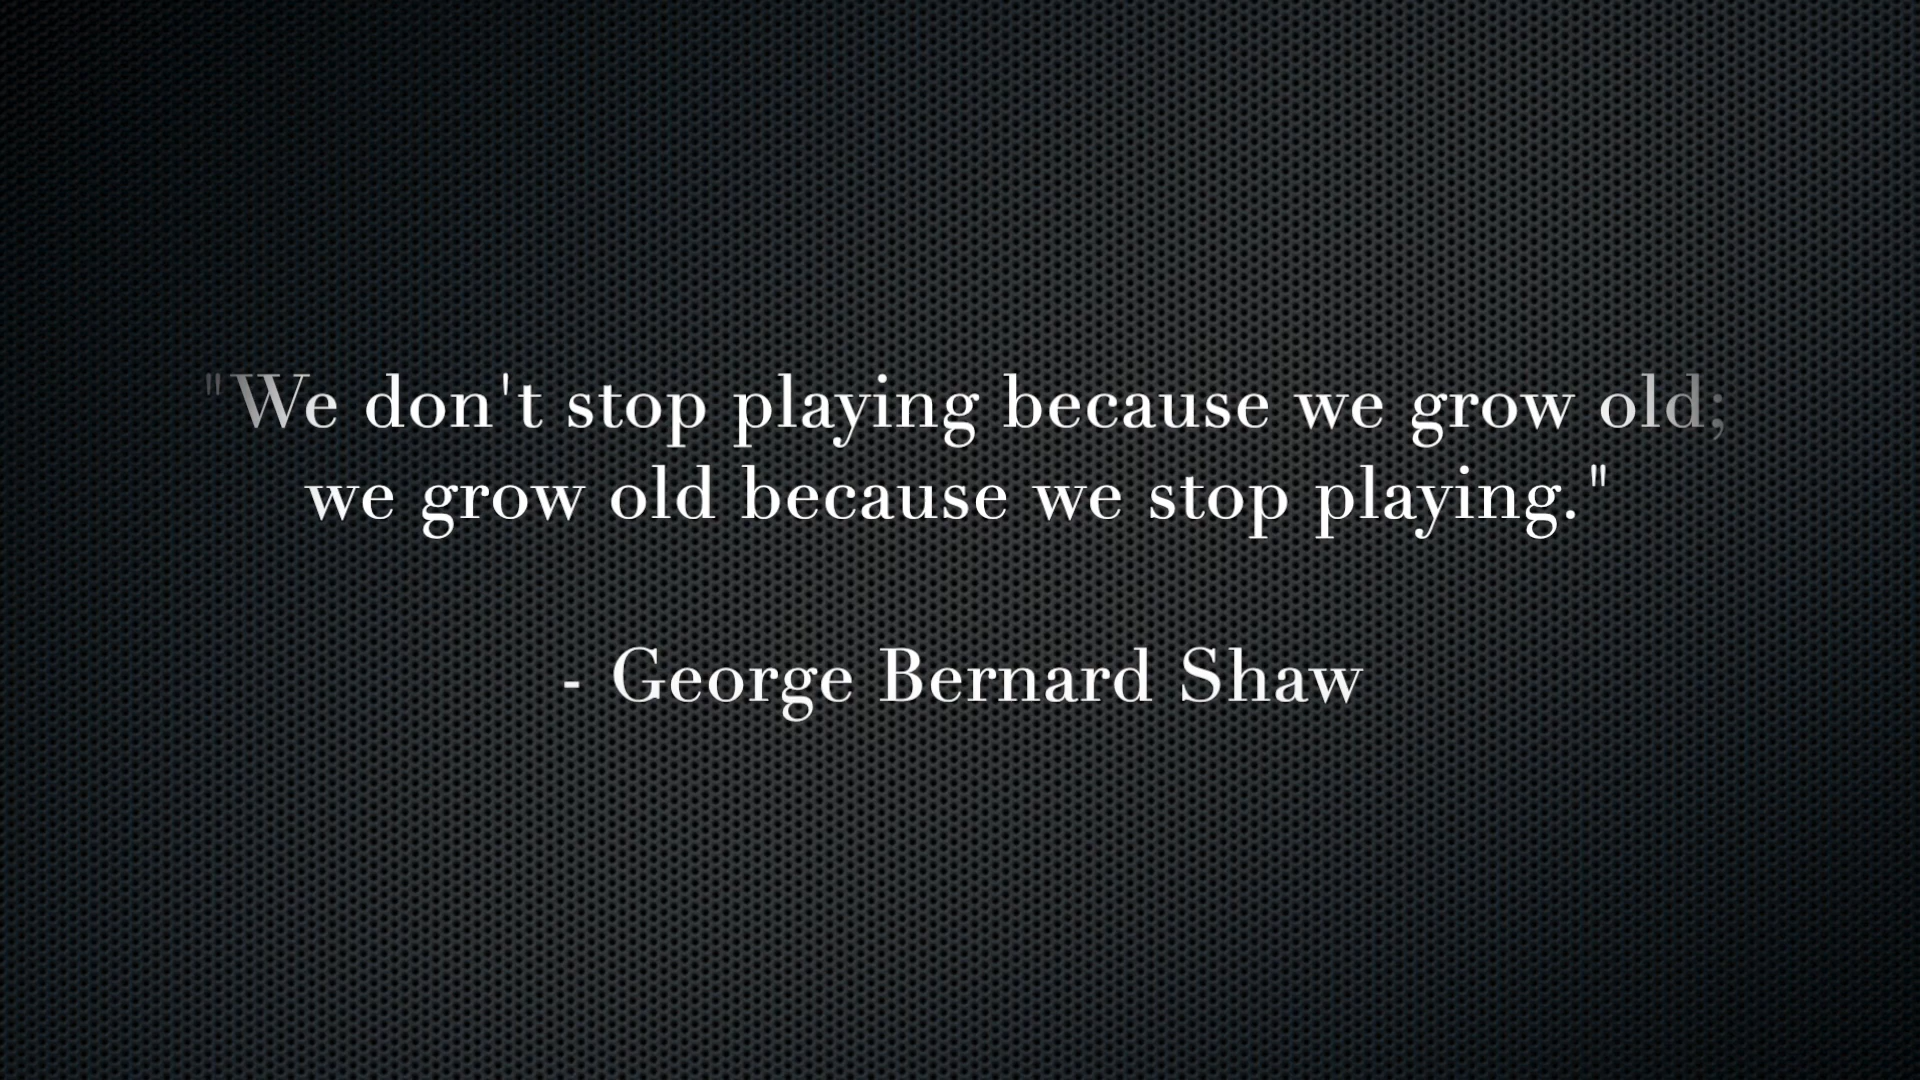 "We don't stop playing because we grow old;
we grow old because we stop playing."
- George Bernard Shaw